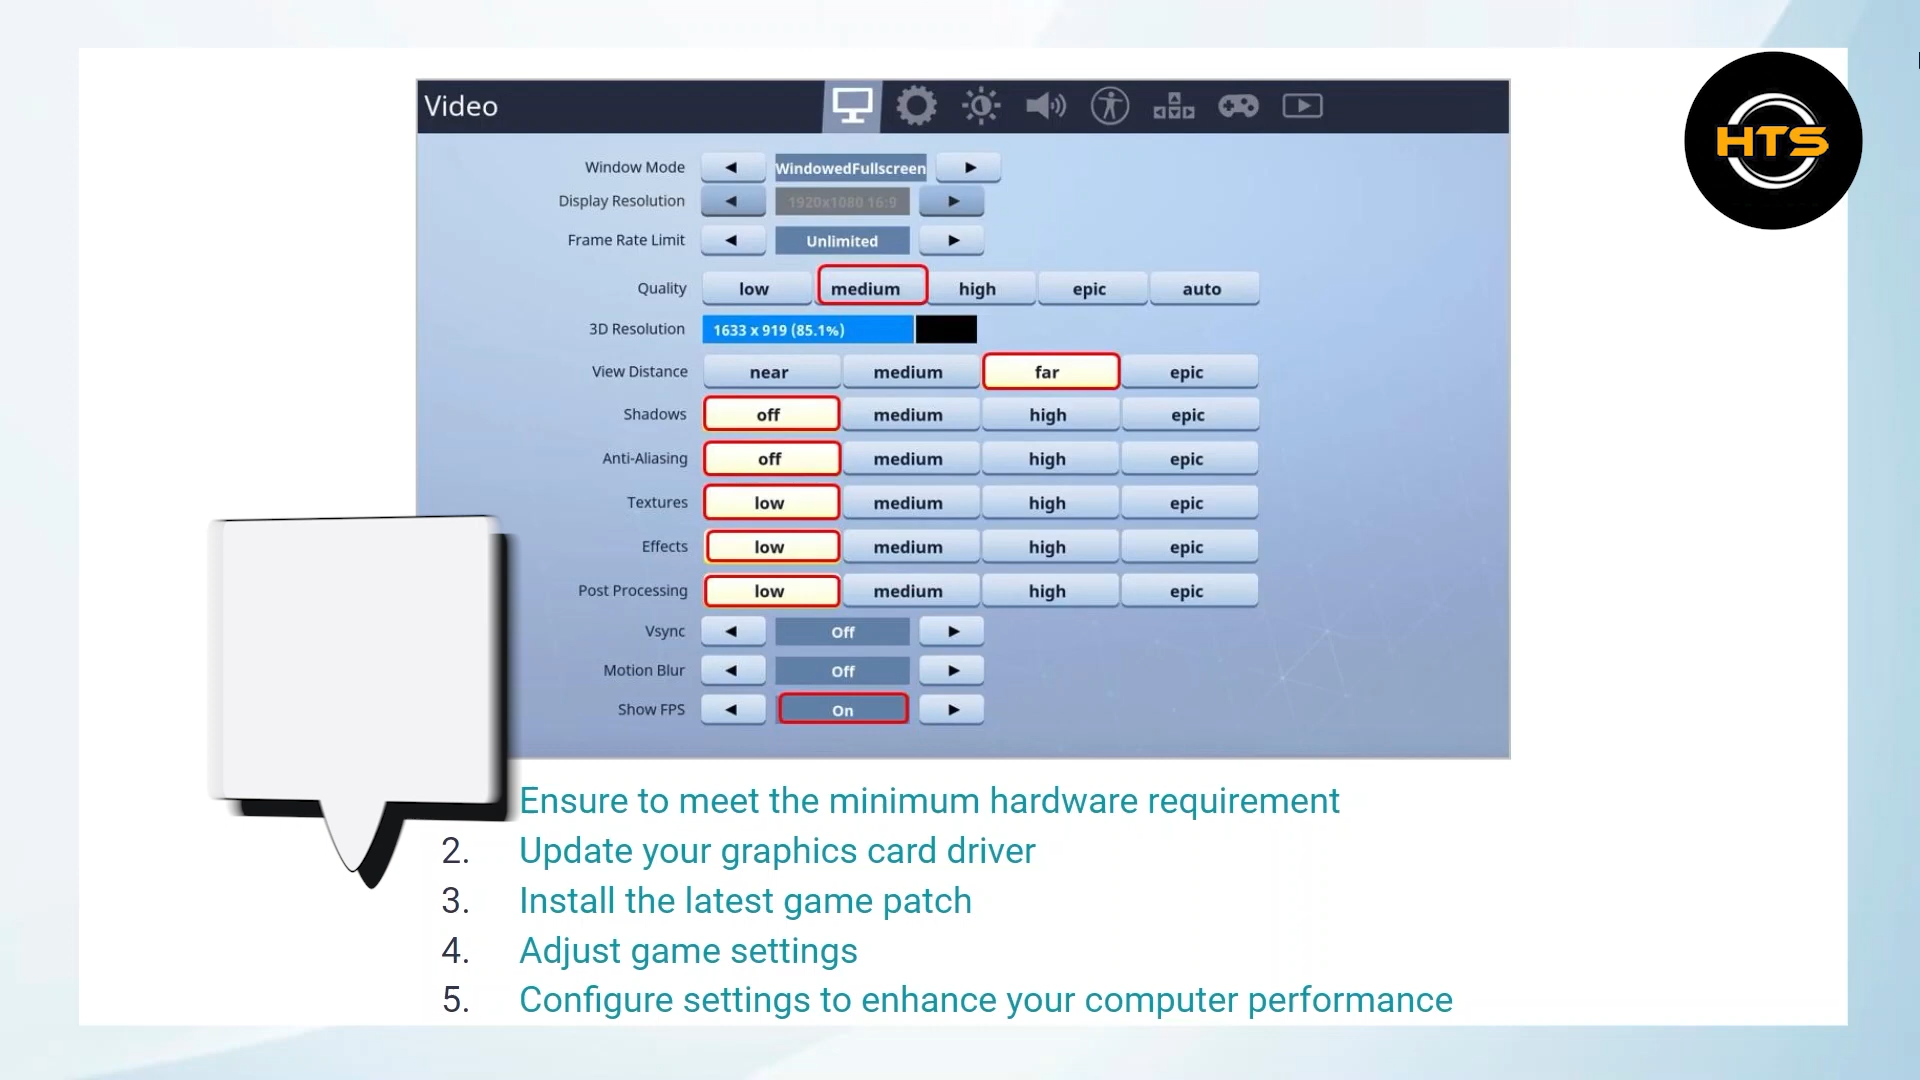 Video
HTS
Window Mode WindowedFullscreen
Display Resolution 1920x1080 16:9
Frame Rate Limit Unlimited
Quality low medium high epic auto
3D Resolution 1633 x 919 (85.1%)
View Distance near medium far epic
Shadows off medium high epic
Anti-Aliasing off medium high epic
Textures low medium high epic
Effects low medium high epic
Post Processing low medium high epic
Vsync Off
Motion Blur Off
Show FPS On
Ensure to meet the minimum hardware requirement
2. Update your graphics card driver
3. Install the latest game patch
4. Adjust game settings
5. Configure settings to enhance your computer performance